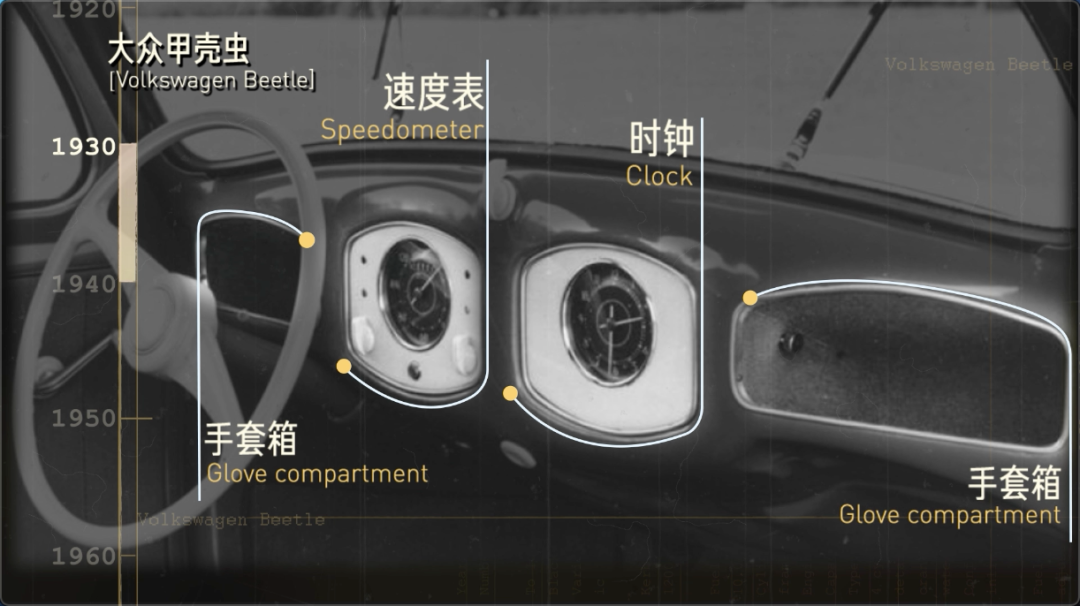 1920
大众甲壳虫
[Volkswagen Beetle]
Volkswagen Beetle
速度表
Speedometer
时钟
Clock
1930
1940
1950
手套箱
Glove compartment
手套箱
Glove compartment
Volkswagen Beetle
1960